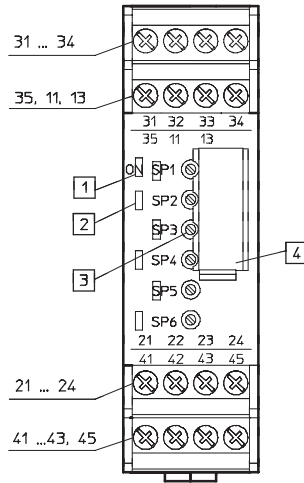 31 ... 34
35, 11, 13
31 32 33 34
35 11 13
ON SP1
1
SP2
2
SP3
3
4
SP4
SP5
SP6
21 22 23 24
41 42 43 45
21 ... 24
41 ...43, 45